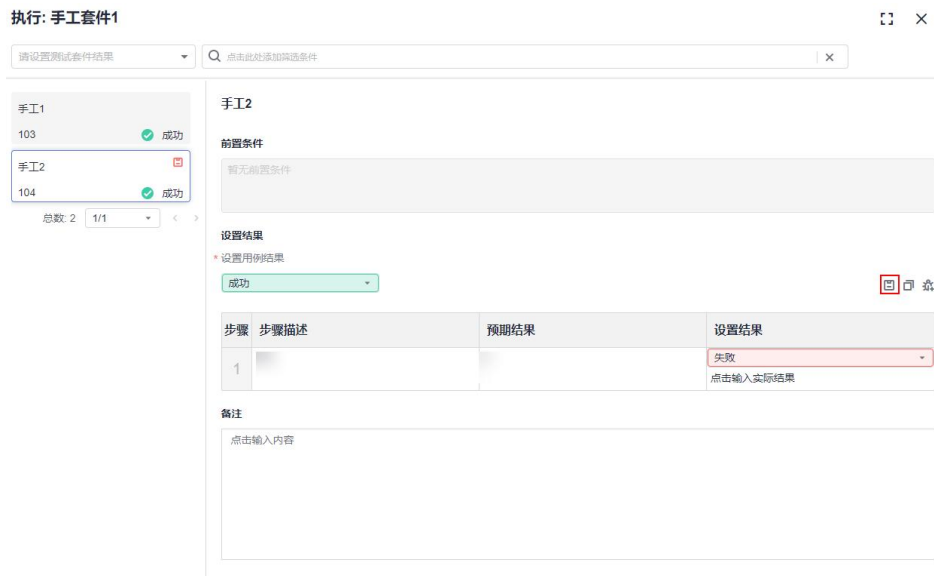 执行: 手工套件1
请设置测试套件结果
点击此处添加筛选条件
手工1
103 成功
手工2
104 成功
总数: 2 1/1
手工2
前置条件
暂无前置条件
设置结果
* 设置用例结果
成功
步骤 步骤描述 预期结果 设置结果
1 失败
点击输入实际结果
备注
点击输入内容